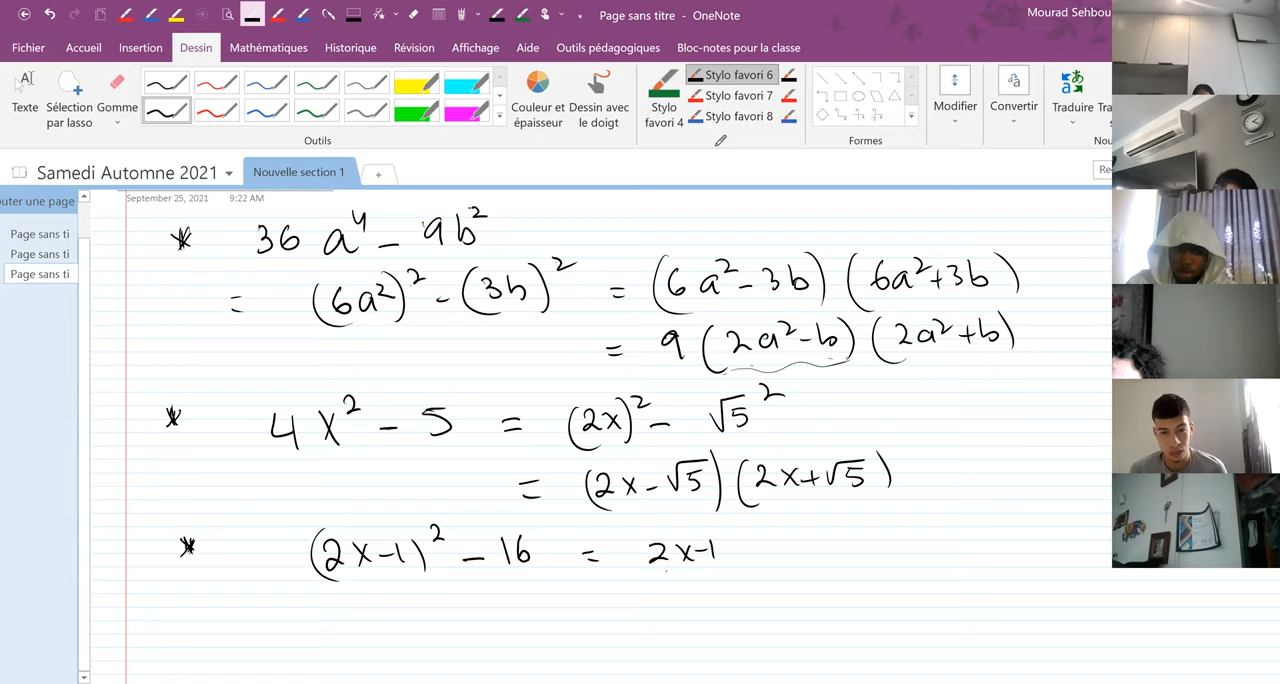 Page sans titre - OneNote
Mourad Sehbou
Fichier Accueil Insertion Dessin Mathématiques Historique Révision Affichage Aide Outils pédagogiques Bloc-notes pour la classe
Texte
Sélection par lasso
Gomme
Couleur et épaisseur
Dessin avec le doigt
Stylo favori 4
Stylo favori 6
Stylo favori 7
Stylo favori 8
Modifier
Convertir
Traduire
Outils
Formes
Samedi Automne 2021
Nouvelle section 1
outer une page
Page sans ti
Page sans ti
Page sans ti
September 25, 2021 9:22 AM
* 36 a⁴ - 9b²
= (6a²)² - (3b)² = (6a² - 3b) (6a² + 3b)
= 9 (2a² - b) (2a² + b)
* 4x² - 5 = (2x)² - √5²
= (2x - √5) (2x + √5)
* (2x - 1)² - 16 = 2x - 1